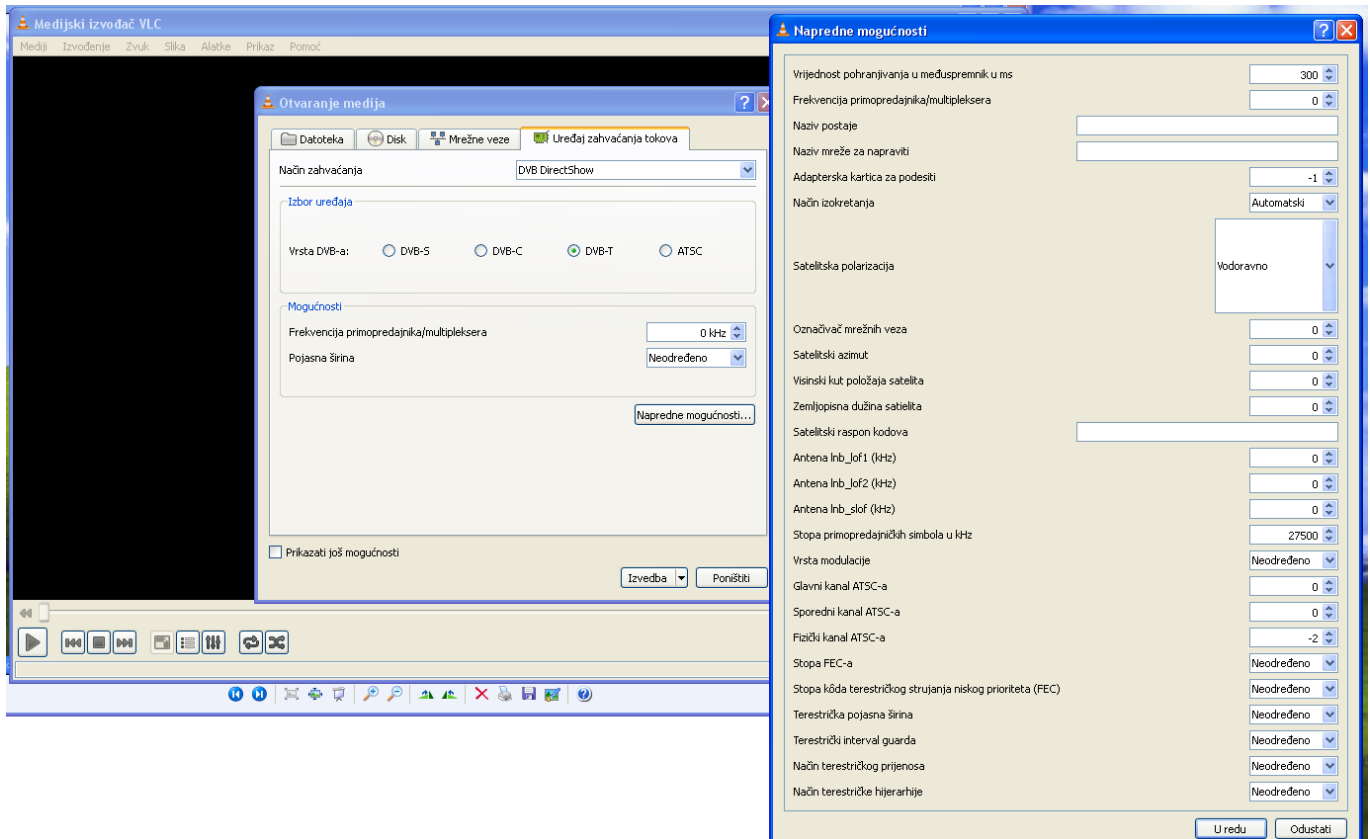 Medijski izvođač VLC
Mediji Izvođenje Zvuk Slika Alatke Prikaz Pomoć
Otvaranje medija
Datoteka Disk Mrežne veze Uređaj zahvaćanja tokova
Način zahvaćanja DVB DirectShow
Izbor uređaja
Vrsta DVB-a: DVB-S DVB-C DVB-T ATSC
Mogućnosti
Frekvencija primopredajnika/multipleksera 0 kHz
Pojasna širina Neodređeno
Napredne mogućnosti...
Prikazati još mogućnosti
Izvedba Poništiti
Napredne mogućnosti
Vrijednost pohranjivanja u međuspremnik u ms 300
Frekvencija primopredajnika/multipleksera 0
Naziv postaje
Naziv mreže za napraviti
Adapterska kartica za podesiti -1
Način izokretanja Automatski
Satelitska polarizacija Vodoravno
Označivač mrežnih veza 0
Satelitski azimut 0
Visinski kut položaja satelita 0
Zemljopisna dužina satielita 0
Satelitski raspon kodova
Antena lnb_lof1 (kHz) 0
Antena lnb_lof2 (kHz) 0
Antena lnb_slof (kHz) 0
Stopa primopredajničkih simbola u kHz 27500
Vrsta modulacije Neodređeno
Glavni kanal ATSC-a 0
Sporedni kanal ATSC-a 0
Fizički kanal ATSC-a -2
Stopa FEC-a Neodređeno
Stopa kôda terestričkog strujanja niskog prioriteta (FEC) Neodređeno
Terestrička pojasna širina Neodređeno
Terestrički interval guarda Neodređeno
Način terestričkog prijenosa Neodređeno
Način terestričke hijerarhije Neodređeno
U redu Odustati